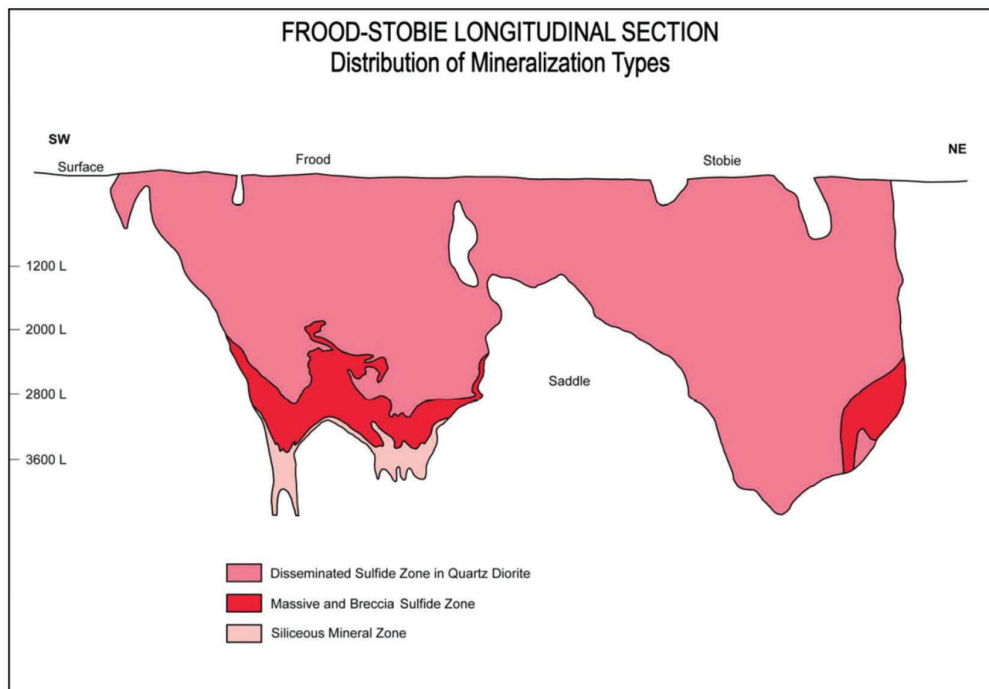 FROOD-STOBIE LONGITUDINAL SECTION
Distribution of Mineralization Types
SW
NE
Surface
Frood
Stobie
1200 L
2000 L
Saddle
2800 L
3600 L
Disseminated Sulfide Zone in Quartz Diorite
Massive and Breccia Sulfide Zone
Siliceous Mineral Zone